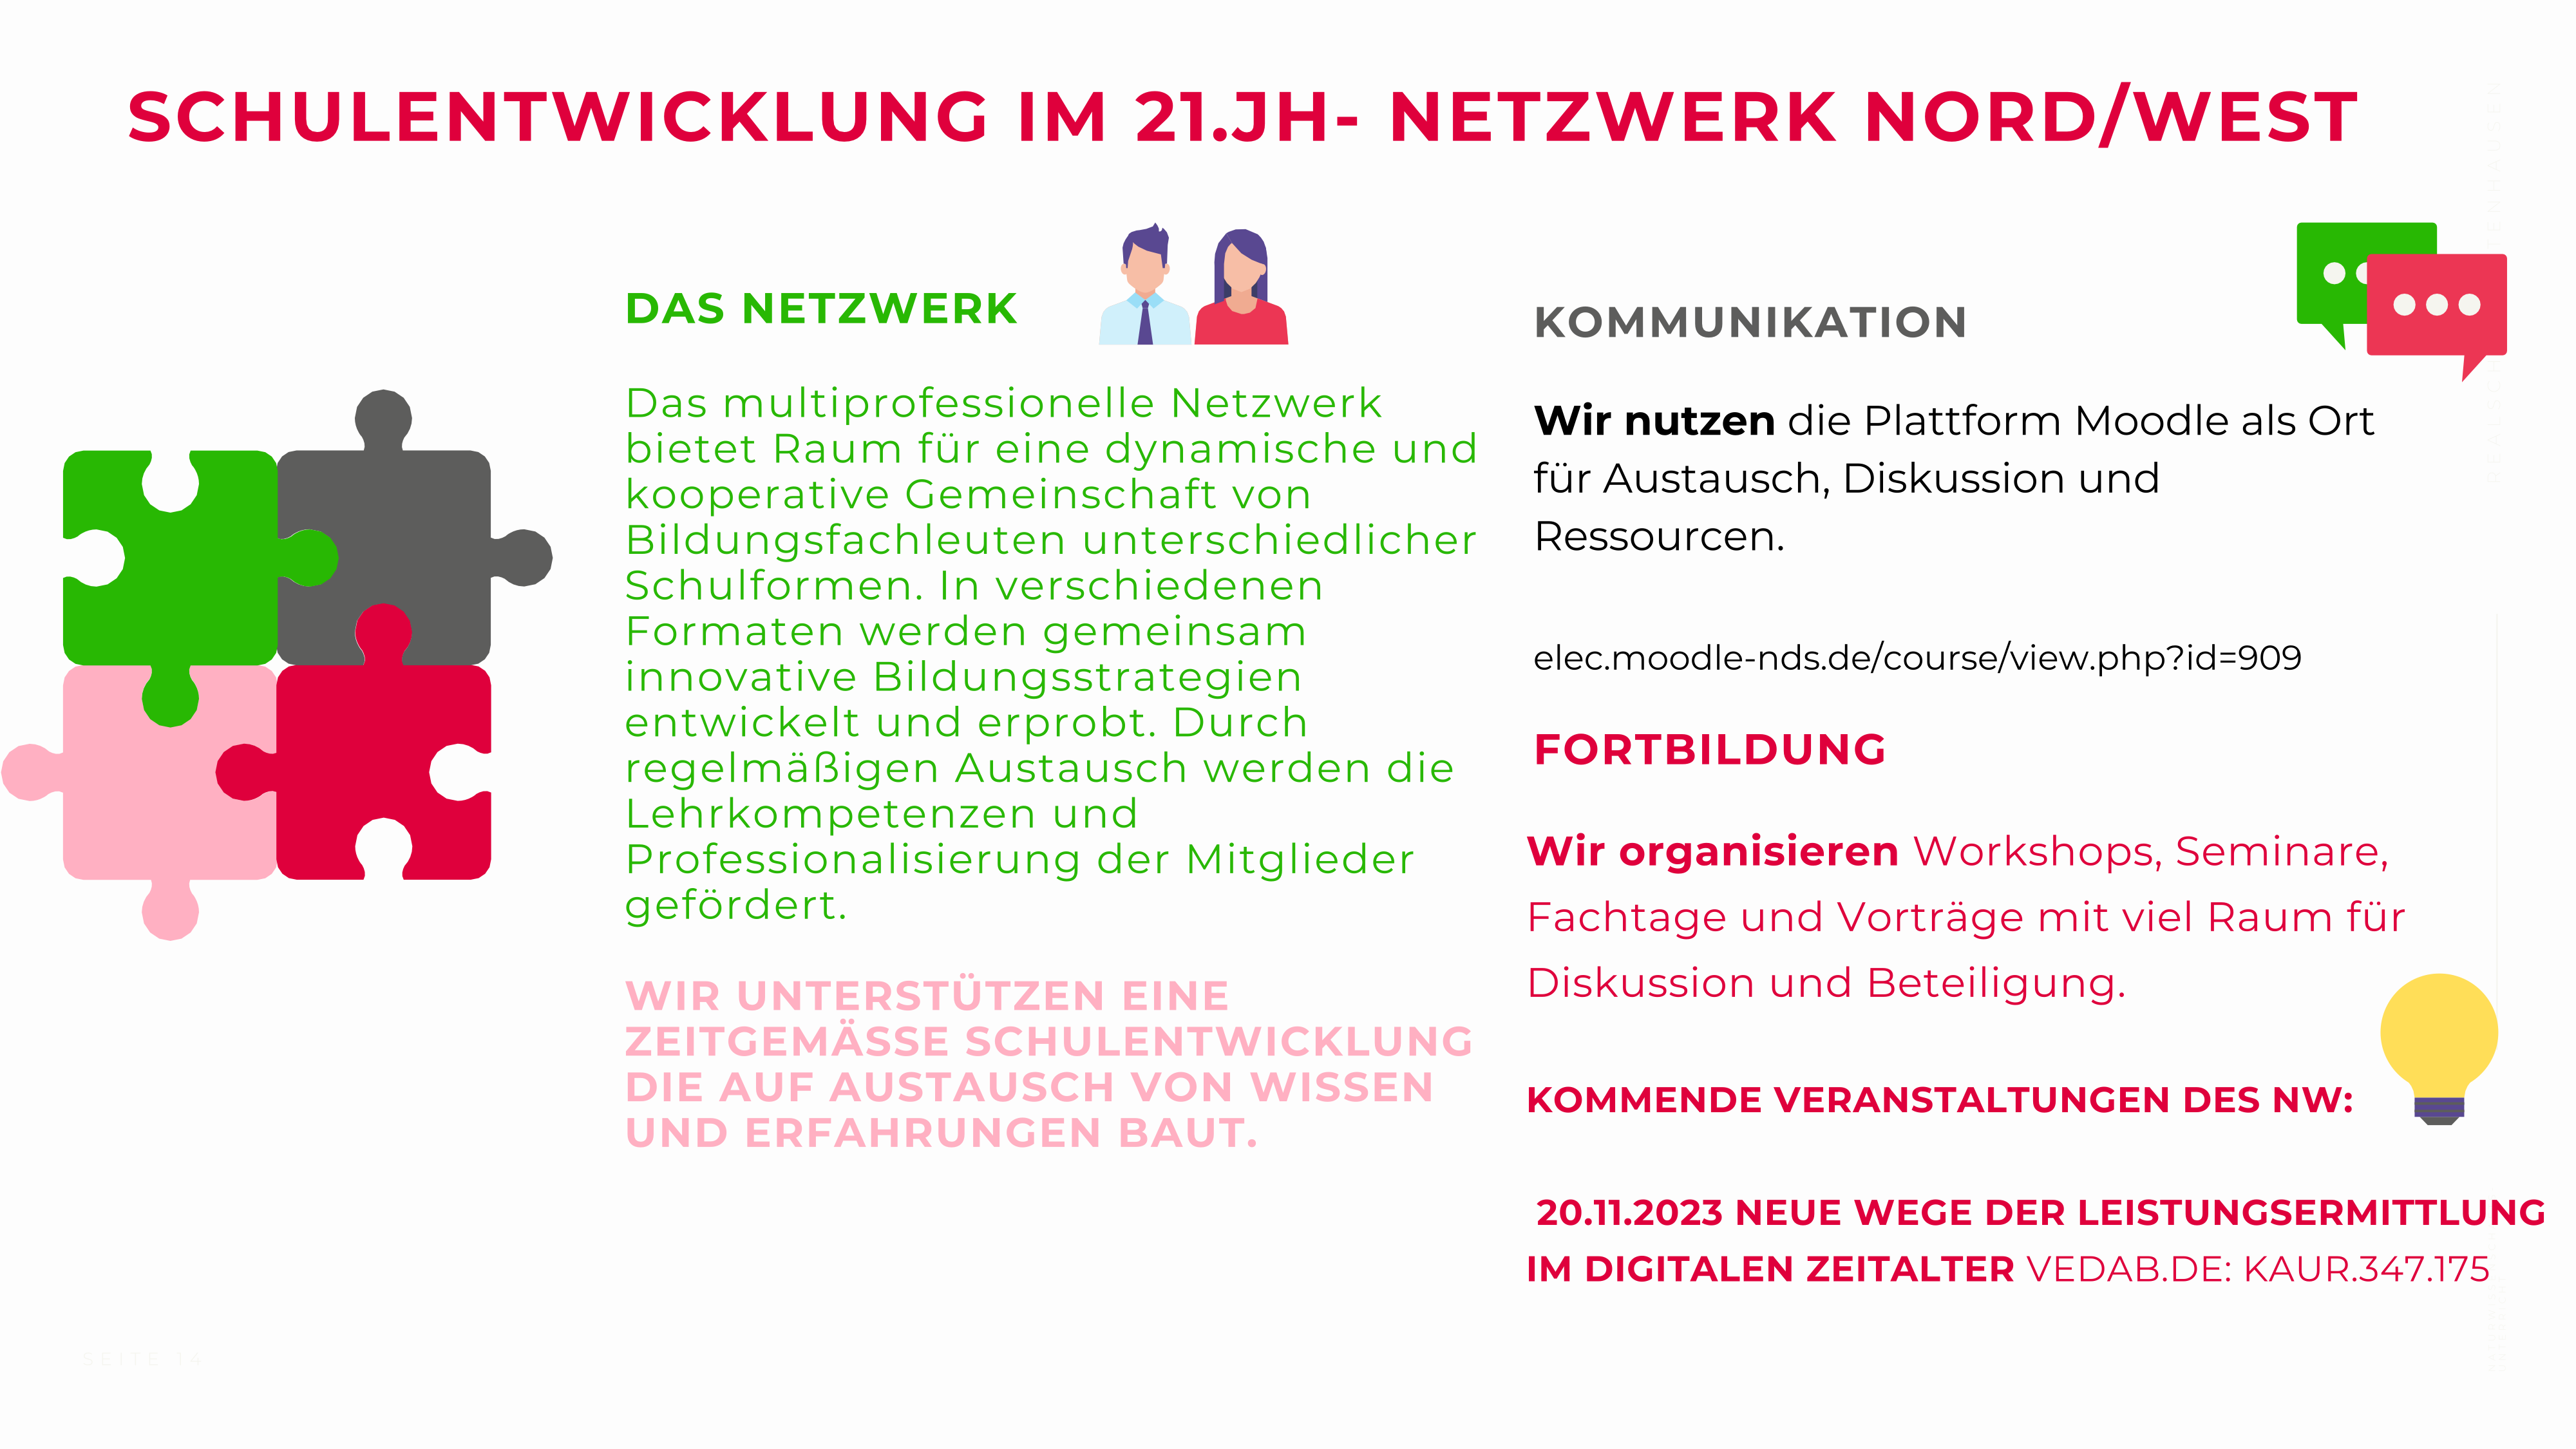 SCHULENTWICKLUNG IM 21.JH- NETZWERK NORD/WEST
DAS NETZWERK
Das multiprofessionelle Netzwerk
bietet Raum für eine dynamische und
kooperative Gemeinschaft von
Bildungsfachleuten unterschiedlicher
Schulformen. In verschiedenen
Formaten werden gemeinsam
innovative Bildungsstrategien
entwickelt und erprobt. Durch
regelmäßigen Austausch werden die
Lehrkompetenzen und
Professionalisierung der Mitglieder
gefördert.
WIR UNTERSTÜTZEN EINE
ZEITGEMÄSSE SCHULENTWICKLUNG
DIE AUF AUSTAUSCH VON WISSEN
UND ERFAHRUNGEN BAUT.
KOMMUNIKATION
Wir nutzen die Plattform Moodle als Ort
für Austausch, Diskussion und
Ressourcen.
elec.moodle-nds.de/course/view.php?id=909
FORTBILDUNG
Wir organisieren Workshops, Seminare,
Fachtage und Vorträge mit viel Raum für
Diskussion und Beteiligung.
KOMMENDE VERANSTALTUNGEN DES NW:
20.11.2023 NEUE WEGE DER LEISTUNGSERMITTLUNG
IM DIGITALEN ZEITALTER VEDAB.DE: KAUR.347.175
SEITE 14